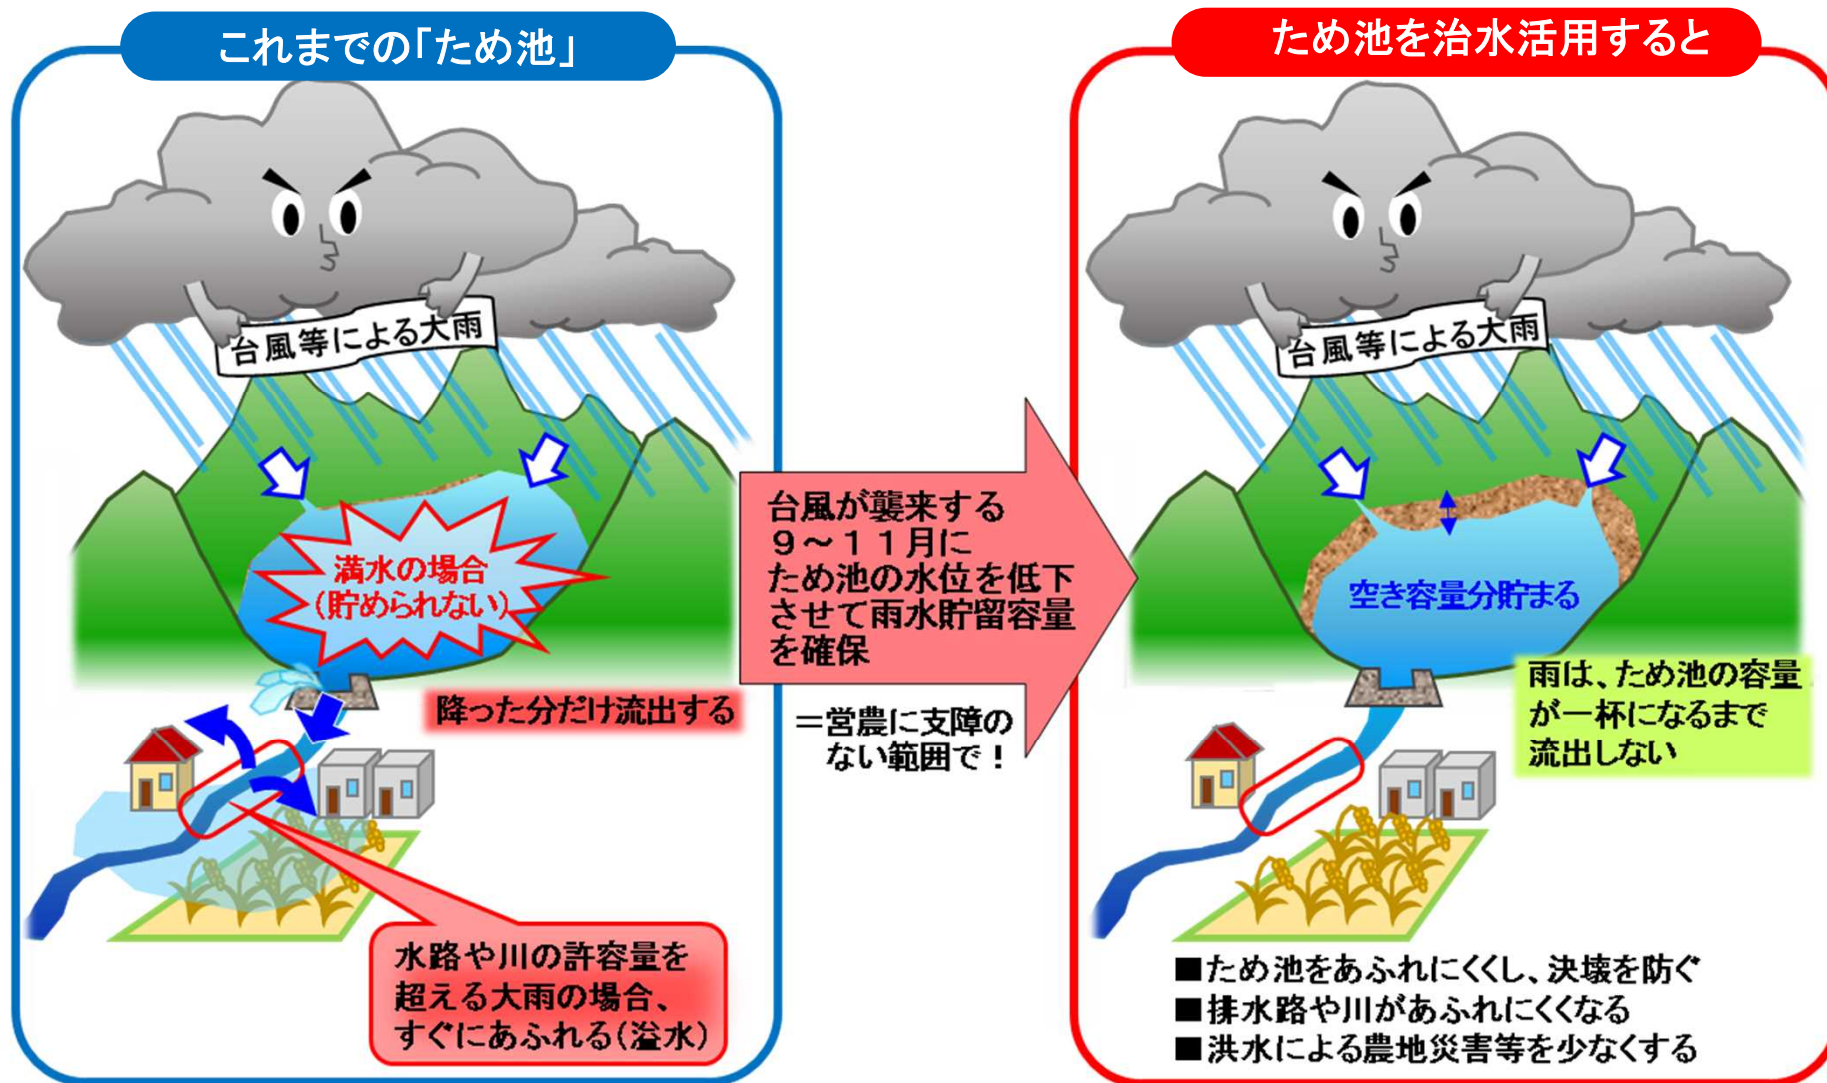 これまでの「ため池」
台風等による大雨
満水の場合
（貯められない）
降った分だけ流出する
水路や川の許容量を
超える大雨の場合、
すぐにあふれる（溢水）
台風が襲来する
９～１１月に
ため池の水位を低下
させて雨水貯留容量
を確保
＝営農に支障の
ない範囲で！
ため池を治水活用すると
台風等による大雨
空き容量分貯まる
雨は、ため池の容量
が一杯になるまで
流出しない
■ため池をあふれにくくし、決壊を防ぐ
■排水路や川があふれにくくなる
■洪水による農地災害等を少なくする